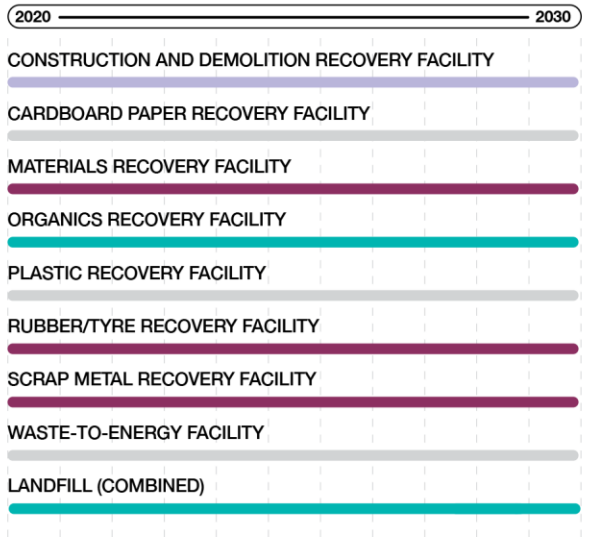 2020 2030
CONSTRUCTION AND DEMOLITION RECOVERY FACILITY
CARDBOARD PAPER RECOVERY FACILITY
MATERIALS RECOVERY FACILITY
ORGANICS RECOVERY FACILITY
PLASTIC RECOVERY FACILITY
RUBBER/TYRE RECOVERY FACILITY
SCRAP METAL RECOVERY FACILITY
WASTE-TO-ENERGY FACILITY
LANDFILL (COMBINED)